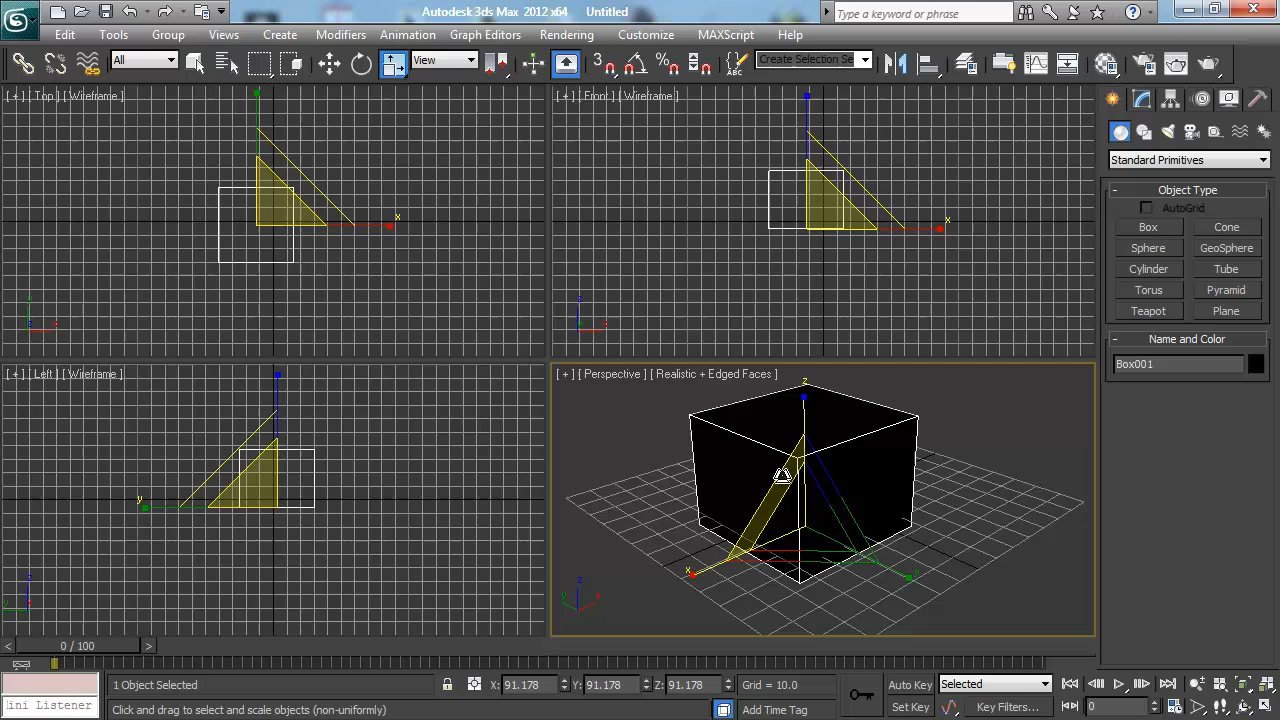 Autodesk 3ds Max 2012 x64 Untitled
Type a keyword or phrase
Edit Tools Group Views Create Modifiers Animation Graph Editors Rendering Customize MAXScript Help
All View Create Selection Se
[ + ] [ Top ] [ Wireframe ]
[ + ] [ Front ] [ Wireframe ]
[ + ] [ Left ] [ Wireframe ]
[ + ] [ Perspective ] [ Realistic + Edged Faces ]
Standard Primitives
- Object Type
AutoGrid
Box Cone
Sphere GeoSphere
Cylinder Tube
Torus Pyramid
Teapot Plane
- Name and Color
Box001
< 0 / 100 >
1 Object Selected X: 91.178 Y: 91.178 Z: 91.178 Grid = 10.0 Auto Key Selected
ini Listener Click and drag to select and scale objects (non-uniformly) Add Time Tag Set Key Key Filters... 0